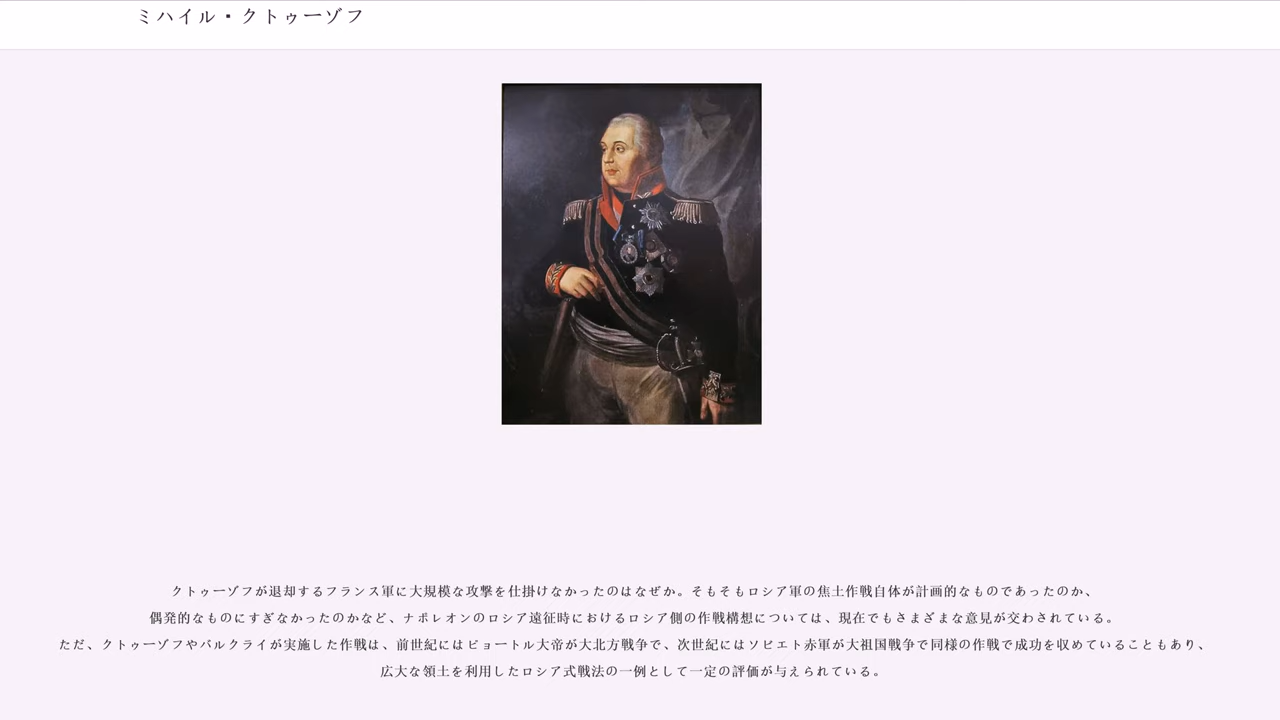 ミハイル・クトゥーゾフ
クトゥーゾフが退却するフランス軍に大規模な攻撃を仕掛けなかったのはなぜか。そもそもロシア軍の焦土作戦自体が計画的なものであったのか、
偶発的なものにすぎなかったのかなど、ナポレオンのロシア遠征時におけるロシア側の作戦構想については、現在でもさまざまな意見が交わされている。
ただ、クトゥーゾフやバルクライが実施した作戦は、前世紀にはピョートル大帝が大北方戦争で、次世紀にはソビエト赤軍が大祖国戦争で同様の作戦で成功を収めていることもあり、
広大な領土を利用したロシア式戦法の一例として一定の評価が与えられている。